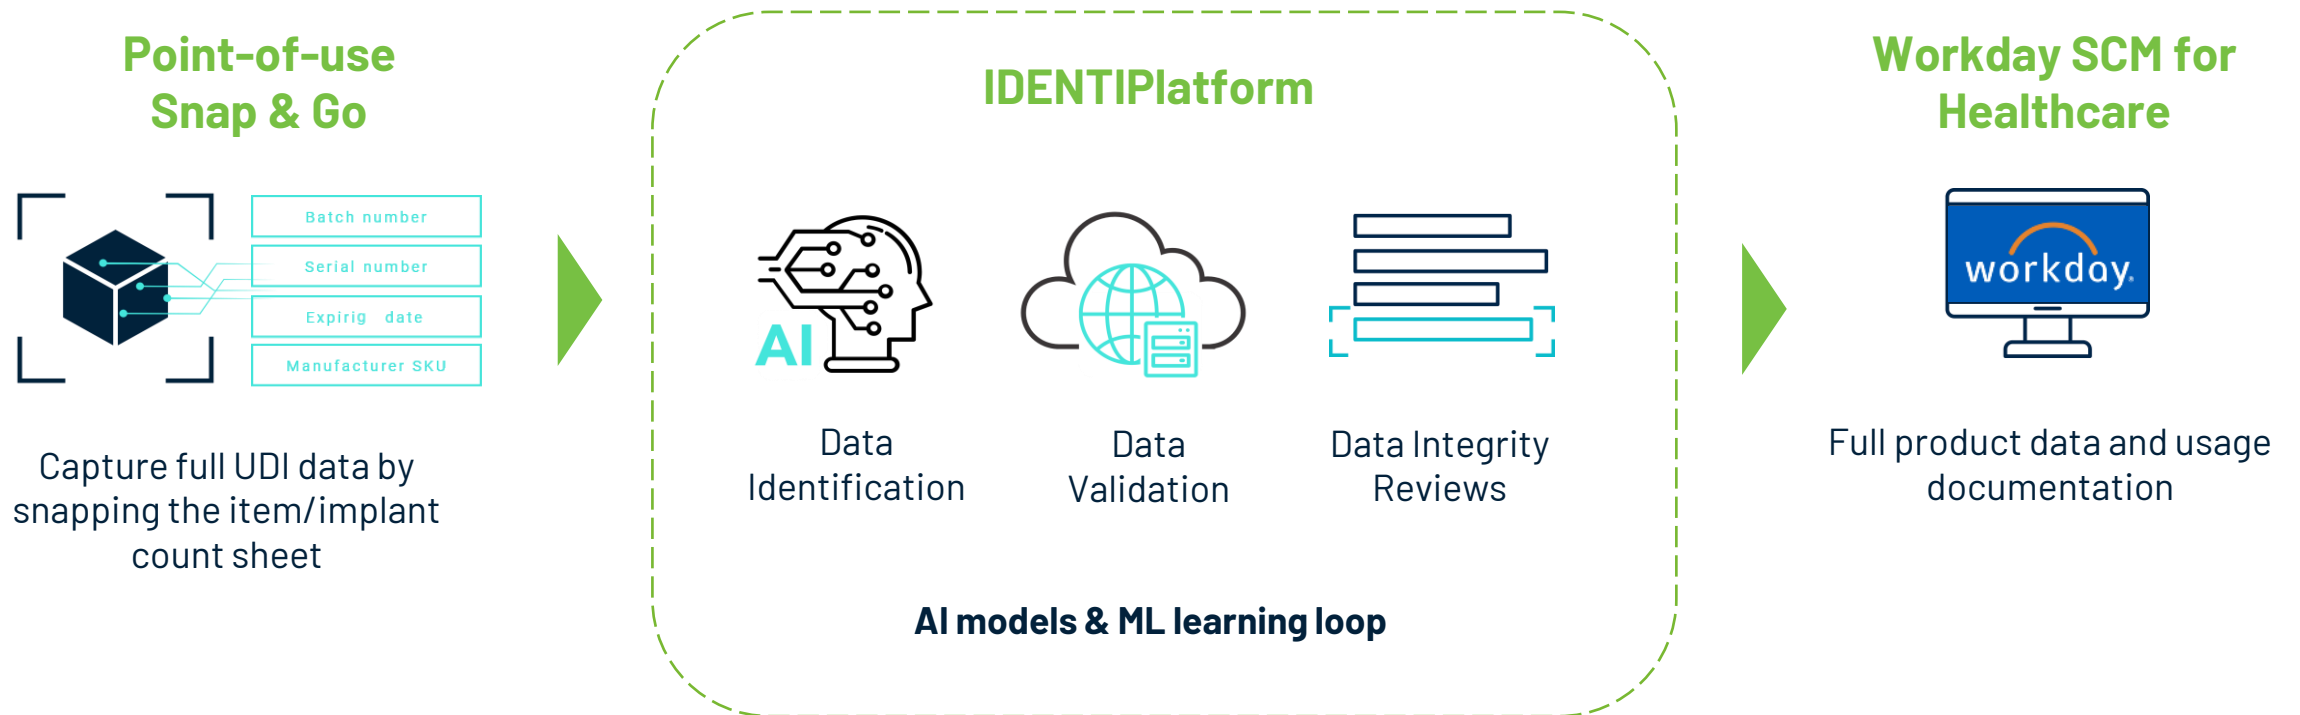 Point-of-use
Snap & Go
Batch number
Serial number
Expirig date
Manufacturer SKU
Capture full UDI data by
snapping the item/implant
count sheet
IDENTIPlatform
AI
Data
Identification
Data
Validation
Data Integrity
Reviews
AI models & ML learning loop
Workday SCM for
Healthcare
workday.
Full product data and usage
documentation